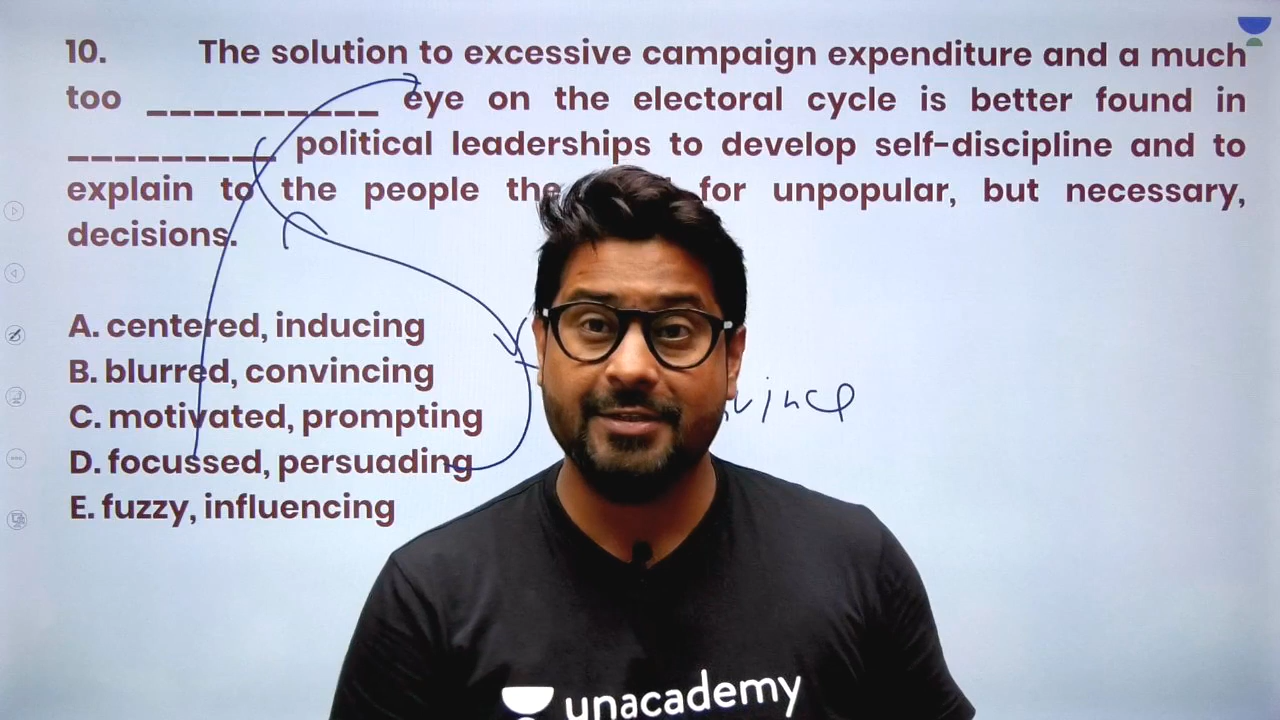 10. The solution to excessive campaign expenditure and a much
too __________ eye on the electoral cycle is better found in
_________ political leaderships to develop self-discipline and to
explain to the people the for unpopular, but necessary,
decisions.
A. centered, inducing
B. blurred, convincing
C. motivated, prompting
D. focussed, persuading
E. fuzzy, influencing
unacademy